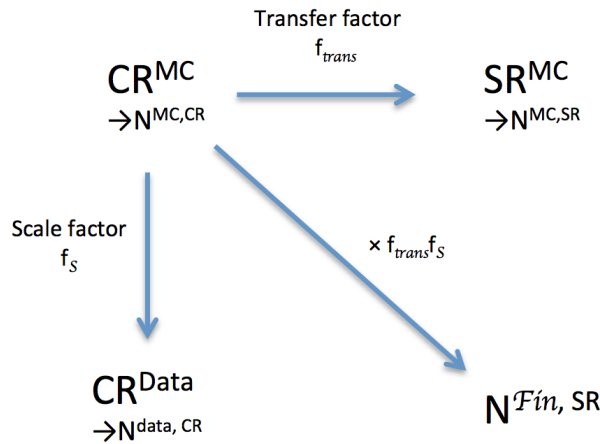 Transfer factor
f_trans
CR^MC
→N^MC,CR
SR^MC
→N^MC,SR
Scale factor
f_S
× f_trans f_S
CR^Data
→N^data, CR
N^Fin, SR